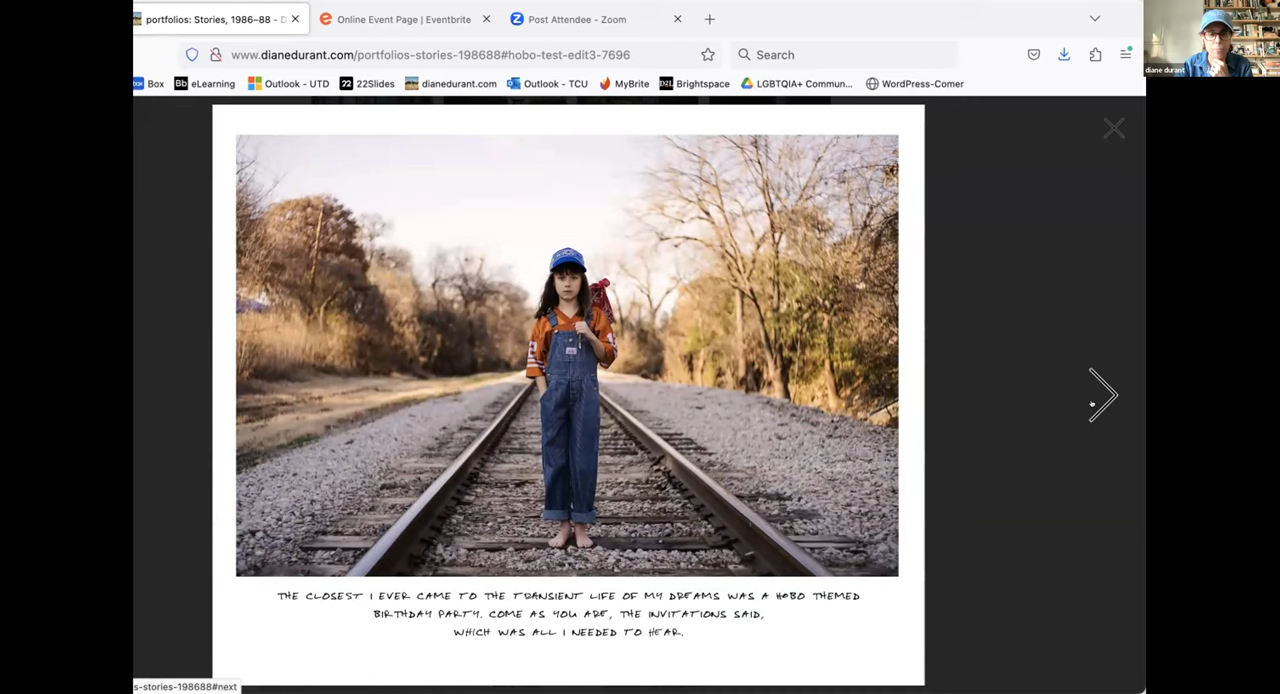 portfolios: Stories, 1986–88 - D
Online Event Page | Eventbrite
Post Attendee - Zoom
www.dianedurant.com/portfolios-stories-198688#hobo-test-edit3-7696
Search
Box
eLearning
Outlook - UTD
22Slides
dianedurant.com
Outlook - TCU
MyBrite
Brightspace
LGBTQIA+ Commun...
WordPress-Comer
diane durant
THE CLOSEST I EVER CAME TO THE TRANSIENT LIFE OF MY DREAMS WAS A HOBO THEMED
BIRTHDAY PARTY. COME AS YOU ARE, THE INVITATIONS SAID,
WHICH WAS ALL I NEEDED TO HEAR.
s-stories-198688#next